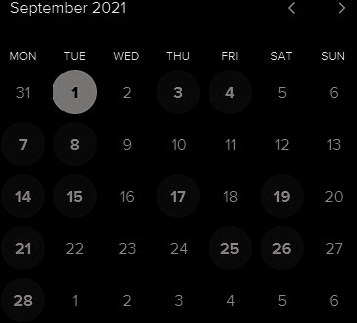 September 2021
MON TUE WED THU FRI SAT SUN
31 1 2 3 4 5 6
7 8 9 10 11 12 13
14 15 16 17 18 19 20
21 22 23 24 25 26 27
28 1 2 3 4 5 6